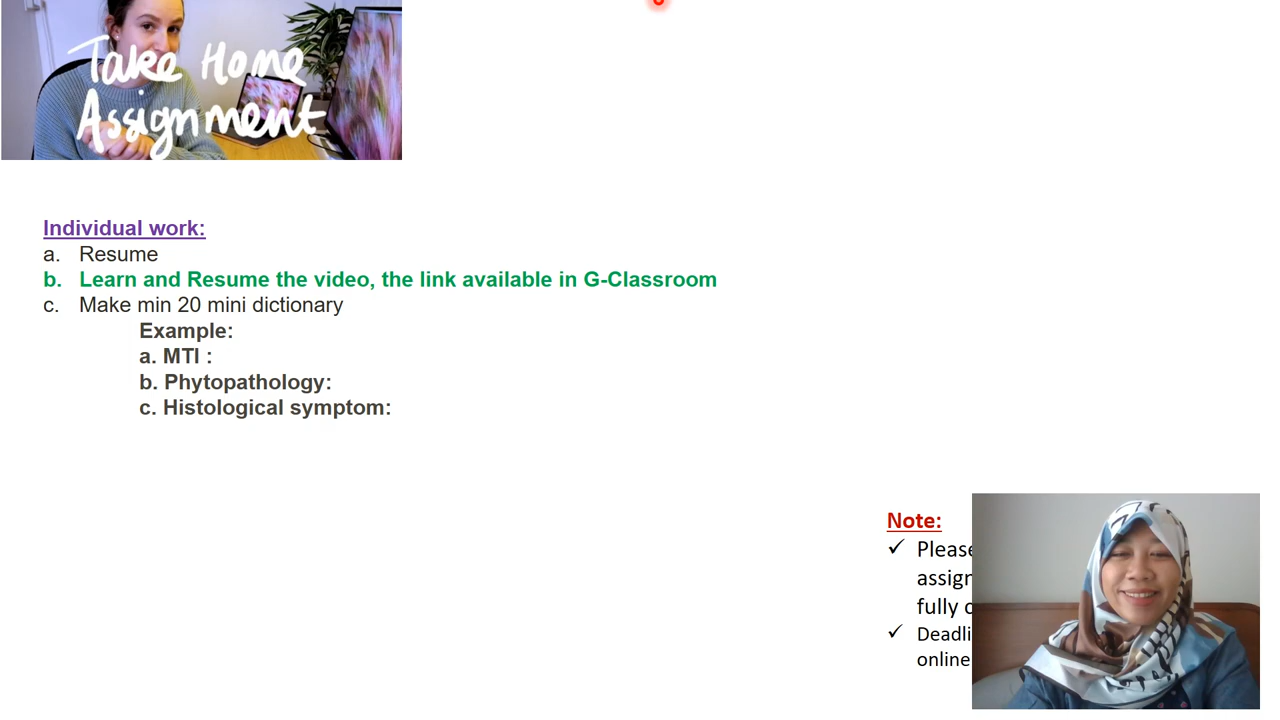 Take Home
Assignment
Individual work:
a. Resume
b. Learn and Resume the video, the link available in G-Classroom
c. Make min 20 mini dictionary
Example:
a. MTI :
b. Phytopathology:
c. Histological symptom:
Note:
✓ Please
assign
fully
✓ Deadli
online